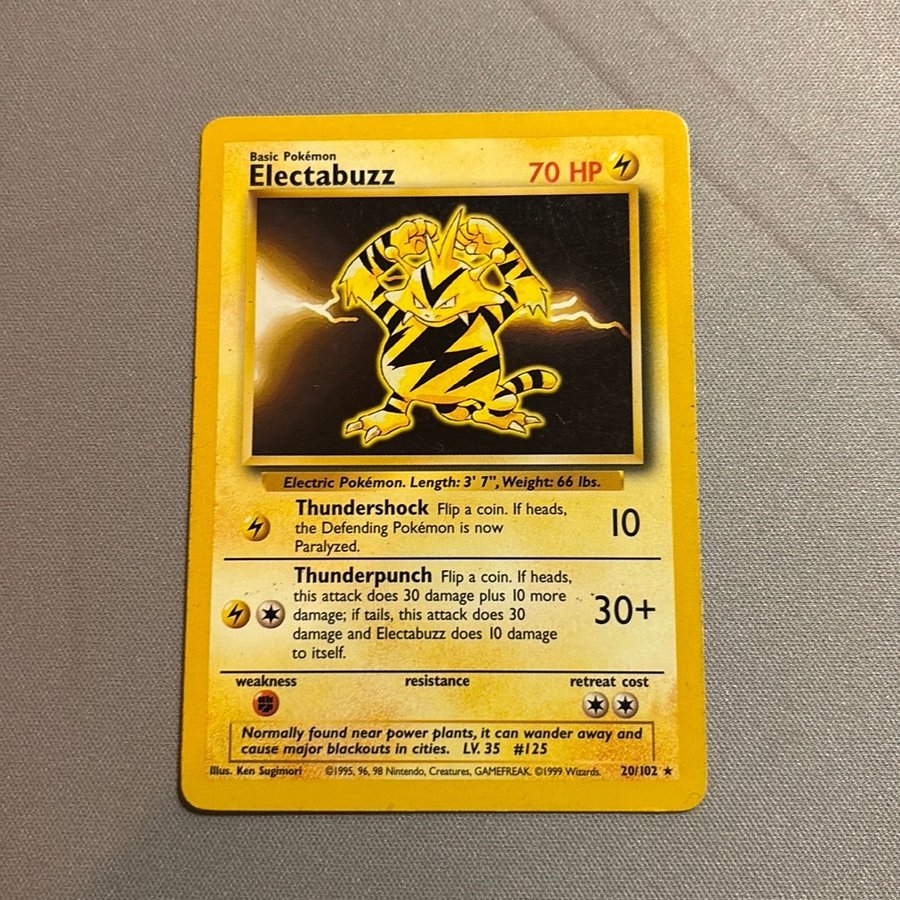 Basic Pokémon
Electabuzz 70 HP
Electric Pokémon. Length: 3' 7", Weight: 66 lbs.
Thundershock Flip a coin. If heads,
the Defending Pokémon is now
Paralyzed.
10
Thunderpunch Flip a coin. If heads,
this attack does 30 damage plus 10 more
damage; if tails, this attack does 30
damage and Electabuzz does 10 damage
to itself.
30+
weakness resistance retreat cost
Normally found near power plants, it can wander away and
cause major blackouts in cities. LV. 35 #125
Illus. Ken Sugimori ©1995, 96, 98 Nintendo, Creatures, GAMEFREAK. ©1999 Wizards. 20/102 ★